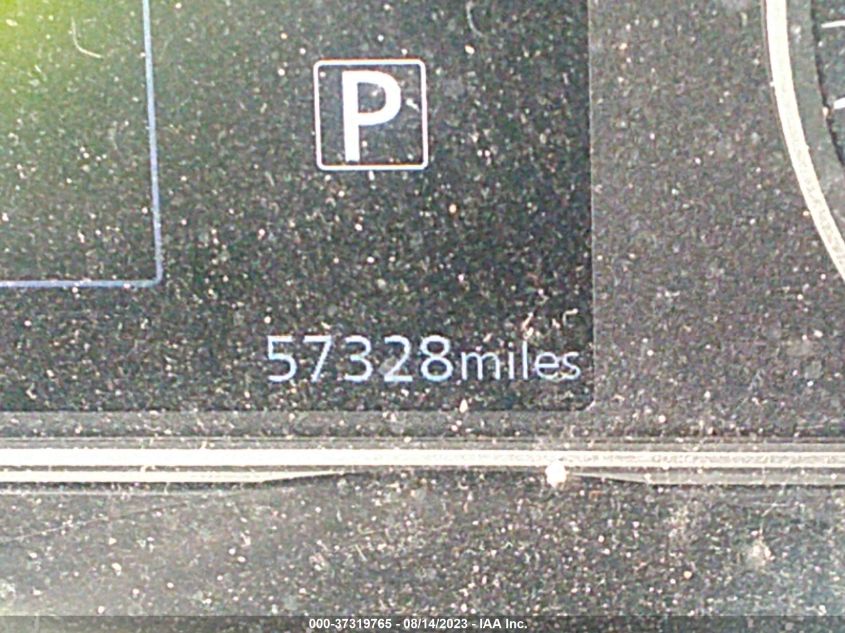 P
57328miles
000-37319765 - 08/14/2023 - IAA Inc.